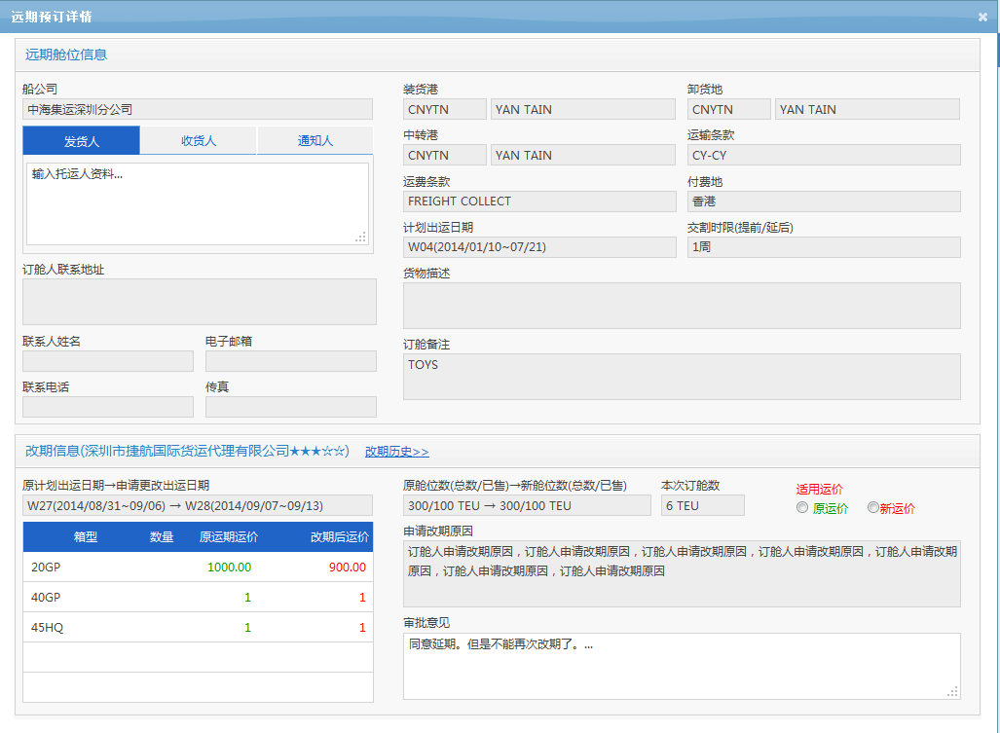 远期预订详情
远期舱位信息
船公司
中海集运深圳分公司
发货人 收货人 通知人
输入托运人资料...
订舱人联系地址
联系人姓名 电子邮箱
联系电话 传真
装货港 卸货地
CNYTN YAN TAIN CNYTN YAN TAIN
中转港 运输条款
CNYTN YAN TAIN CY-CY
运费条款 付费地
FREIGHT COLLECT 香港
计划出运日期 交割时限(提前/延后)
W04(2014/01/10~07/21) 1周
货物描述
订舱备注
TOYS
改期信息(深圳市捷航国际货运代理有限公司★★★☆☆) 改期历史>>
原计划出运日期→申请更改出运日期
W27(2014/08/31~09/06) → W28(2014/09/07~09/13)
箱型 数量 原运期运价 改期后运价
20GP 1000.00 900.00
40GP 1 1
45HQ 1 1
原舱位数(总数/已售)→新舱位数(总数/已售) 本次订舱数 适用运价
300/100 TEU → 300/100 TEU 6 TEU 原运价 新运价
申请改期原因
订舱人申请改期原因，订舱人申请改期原因，订舱人申请改期原因，订舱人申请改期原因，订舱人申请改期
原因，订舱人申请改期原因，订舱人申请改期原因
审批意见
同意延期。但是不能再次改期了。...